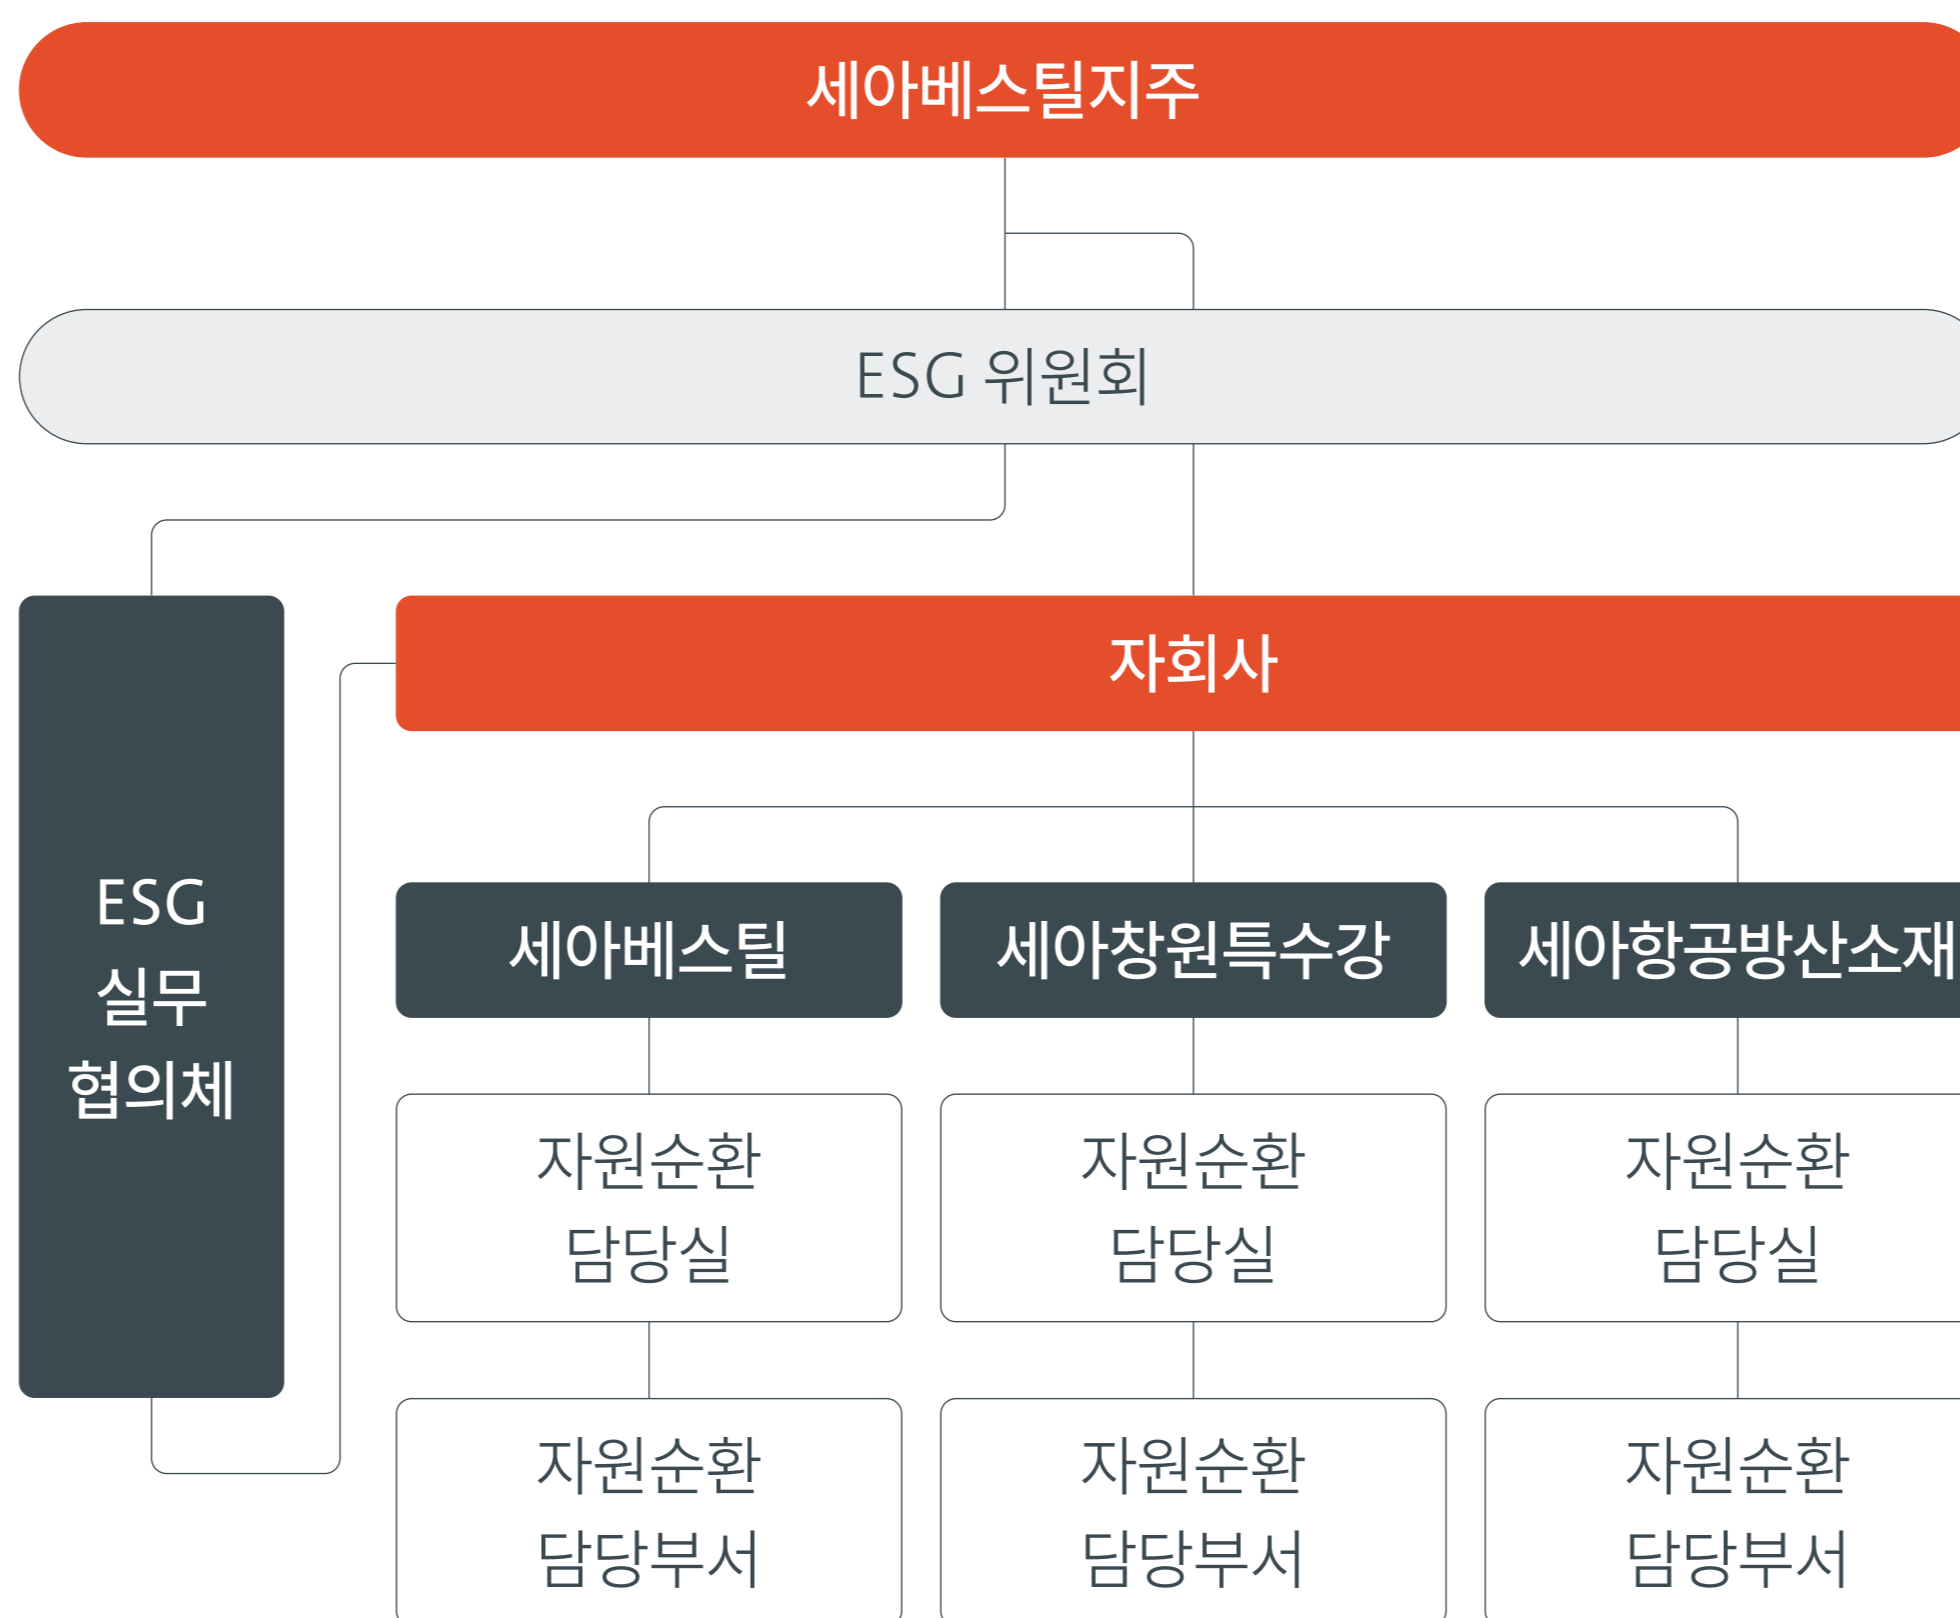 세아베스틸지주
ESG 위원회
자회사
ESG
실무
협의체
세아베스틸
세아창원특수강
세아항공방산소재
자원순환
담당실
자원순환
담당실
자원순환
담당실
자원순환
담당부서
자원순환
담당부서
자원순환
담당부서